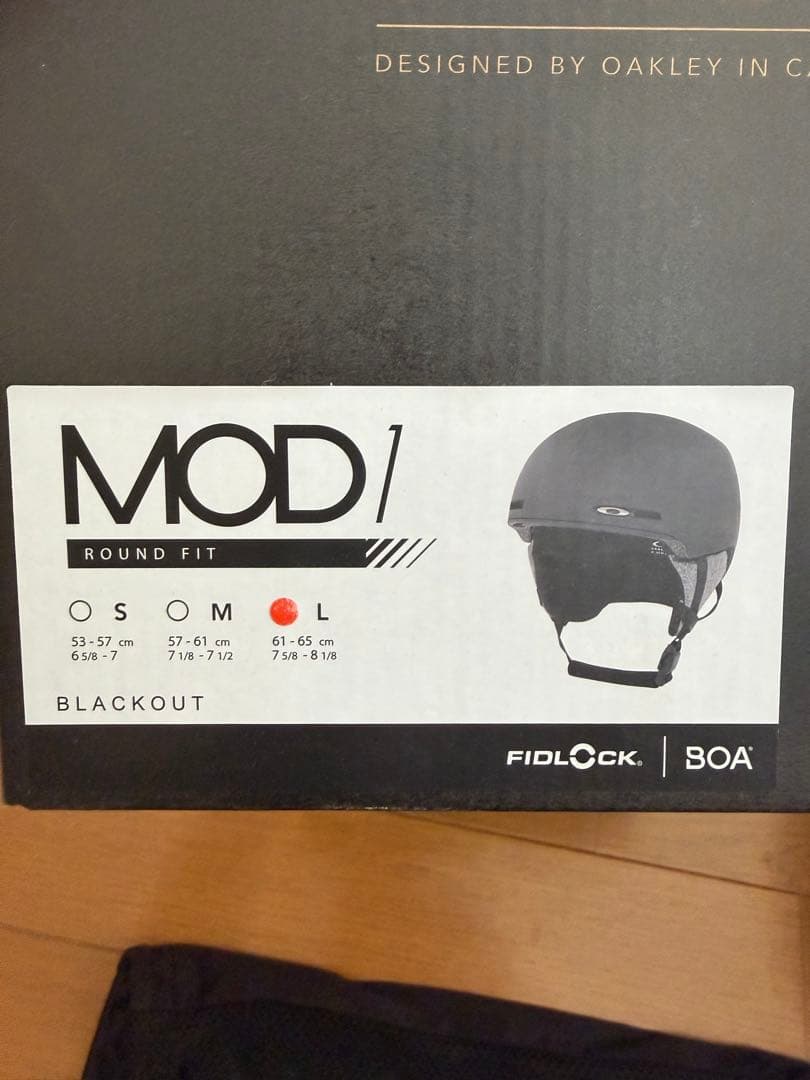 DESIGNED BY OAKLEY IN
MOD1
ROUND FIT
S M L
53 - 57 cm 57 - 61 cm 61 - 65 cm
6 5/8 - 7 7 1/8 - 7 1/2 7 5/8 - 8 1/8
BLACKOUT
FIDLOCK® BOA®